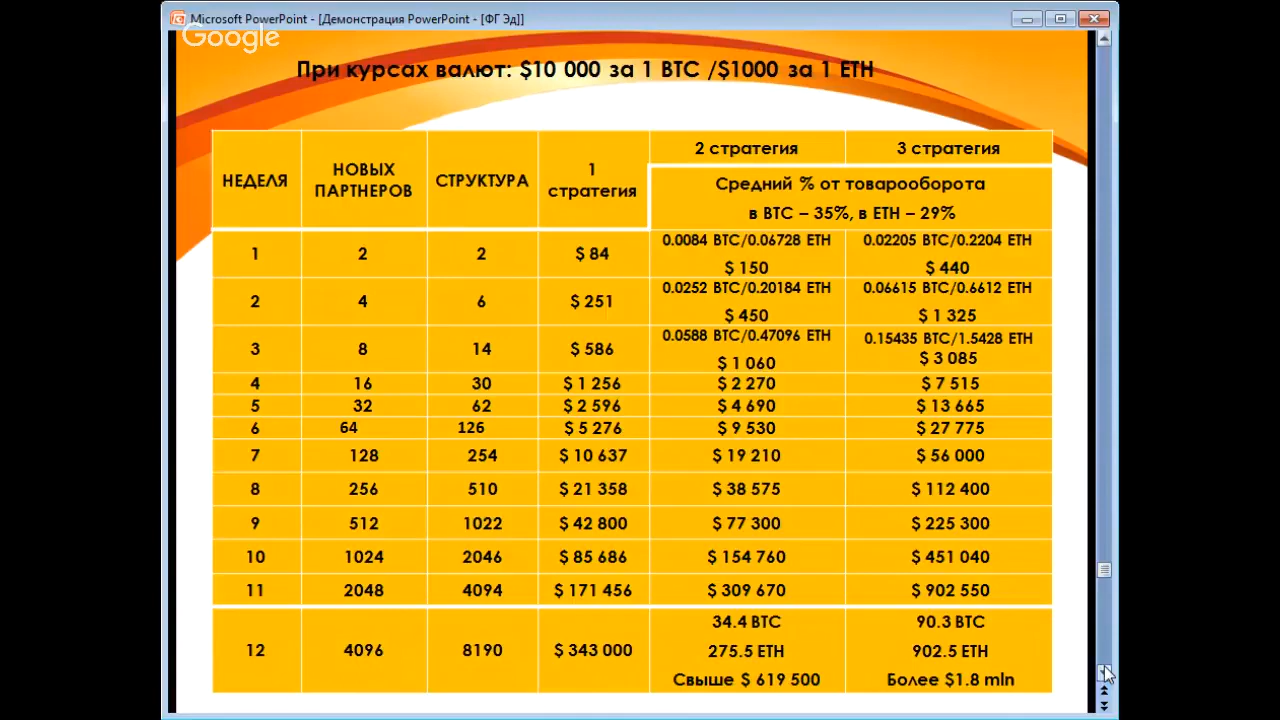 Microsoft PowerPoint - [Демонстрация PowerPoint - [ФГ Эд]]
Google
При курсах валют: $10 000 за 1 BTC /$1000 за 1 ETH
НЕДЕЛЯ
НОВЫХ
ПАРТНЕРОВ
СТРУКТУРА
1
стратегия
2 стратегия
3 стратегия
Средний % от товарооборота
в BTC – 35%, в ETH – 29%
1 2 2 $ 84
0.0084 BTC/0.06728 ETH
$ 150
0.02205 BTC/0.2204 ETH
$ 440
2 4 6 $ 251
0.0252 BTC/0.20184 ETH
$ 450
0.06615 BTC/0.6612 ETH
$ 1 325
3 8 14 $ 586
0.0588 BTC/0.47096 ETH
$ 1 060
0.15435 BTC/1.5428 ETH
$ 3 085
4 16 30 $ 1 256 $ 2 270 $ 7 515
5 32 62 $ 2 596 $ 4 690 $ 13 665
6 64 126 $ 5 276 $ 9 530 $ 27 775
7 128 254 $ 10 637 $ 19 210 $ 56 000
8 256 510 $ 21 358 $ 38 575 $ 112 400
9 512 1022 $ 42 800 $ 77 300 $ 225 300
10 1024 2046 $ 85 686 $ 154 760 $ 451 040
11 2048 4094 $ 171 456 $ 309 670 $ 902 550
12 4096 8190 $ 343 000
34.4 BTC
275.5 ETH
Свыше $ 619 500
90.3 BTC
902.5 ETH
Более $1.8 mln